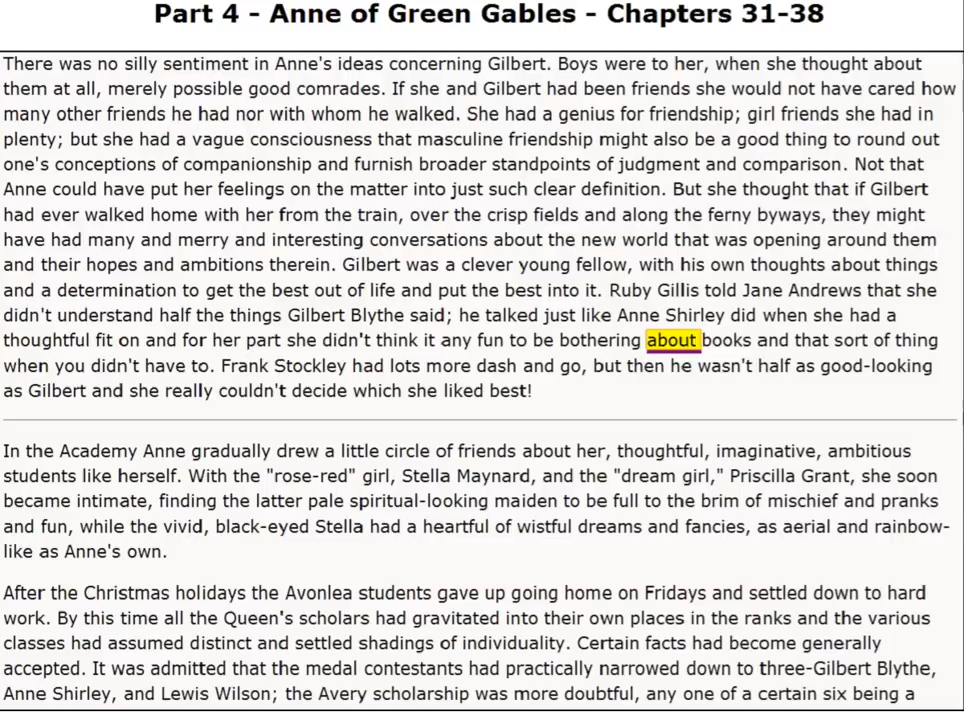 Part 4 - Anne of Green Gables - Chapters 31-38
There was no silly sentiment in Anne's ideas concerning Gilbert. Boys were to her, when she thought about
them at all, merely possible good comrades. If she and Gilbert had been friends she would not have cared how
many other friends he had nor with whom he walked. She had a genius for friendship; girl friends she had in
plenty; but she had a vague consciousness that masculine friendship might also be a good thing to round out
one's conceptions of companionship and furnish broader standpoints of judgment and comparison. Not that
Anne could have put her feelings on the matter into just such clear definition. But she thought that if Gilbert
had ever walked home with her from the train, over the crisp fields and along the ferny byways, they might
have had many and merry and interesting conversations about the new world that was opening around them
and their hopes and ambitions therein. Gilbert was a clever young fellow, with his own thoughts about things
and a determination to get the best out of life and put the best into it. Ruby Gillis told Jane Andrews that she
didn't understand half the things Gilbert Blythe said; he talked just like Anne Shirley did when she had a
thoughtful fit on and for her part she didn't think it any fun to be bothering about books and that sort of thing
when you didn't have to. Frank Stockley had lots more dash and go, but then he wasn't half as good-looking
as Gilbert and she really couldn't decide which she liked best!
In the Academy Anne gradually drew a little circle of friends about her, thoughtful, imaginative, ambitious
students like herself. With the "rose-red" girl, Stella Maynard, and the "dream girl," Priscilla Grant, she soon
became intimate, finding the latter pale spiritual-looking maiden to be full to the brim of mischief and pranks
and fun, while the vivid, black-eyed Stella had a heartful of wistful dreams and fancies, as aerial and rainbow-
like as Anne's own.
After the Christmas holidays the Avonlea students gave up going home on Fridays and settled down to hard
work. By this time all the Queen's scholars had gravitated into their own places in the ranks and the various
classes had assumed distinct and settled shadings of individuality. Certain facts had become generally
accepted. It was admitted that the medal contestants had practically narrowed down to three-Gilbert Blythe,
Anne Shirley, and Lewis Wilson; the Avery scholarship was more doubtful, any one of a certain six being a